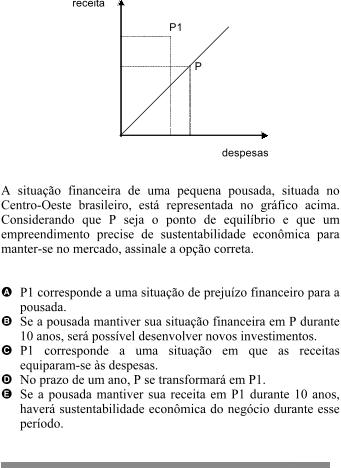 receita
P1
P
despesas
A situação financeira de uma pequena pousada, situada no
Centro-Oeste brasileiro, está representada no gráfico acima.
Considerando que P seja o ponto de equilíbrio e que um
empreendimento precise de sustentabilidade econômica para
manter-se no mercado, assinale a opção correta.
A P1 corresponde a uma situação de prejuízo financeiro para a
pousada.
B Se a pousada mantiver sua situação financeira em P durante
10 anos, será possível desenvolver novos investimentos.
C P1 corresponde a uma situação em que as receitas
equiparam-se às despesas.
D No prazo de um ano, P se transformará em P1.
E Se a pousada mantiver sua receita em P1 durante 10 anos,
haverá sustentabilidade econômica do negócio durante esse
período.